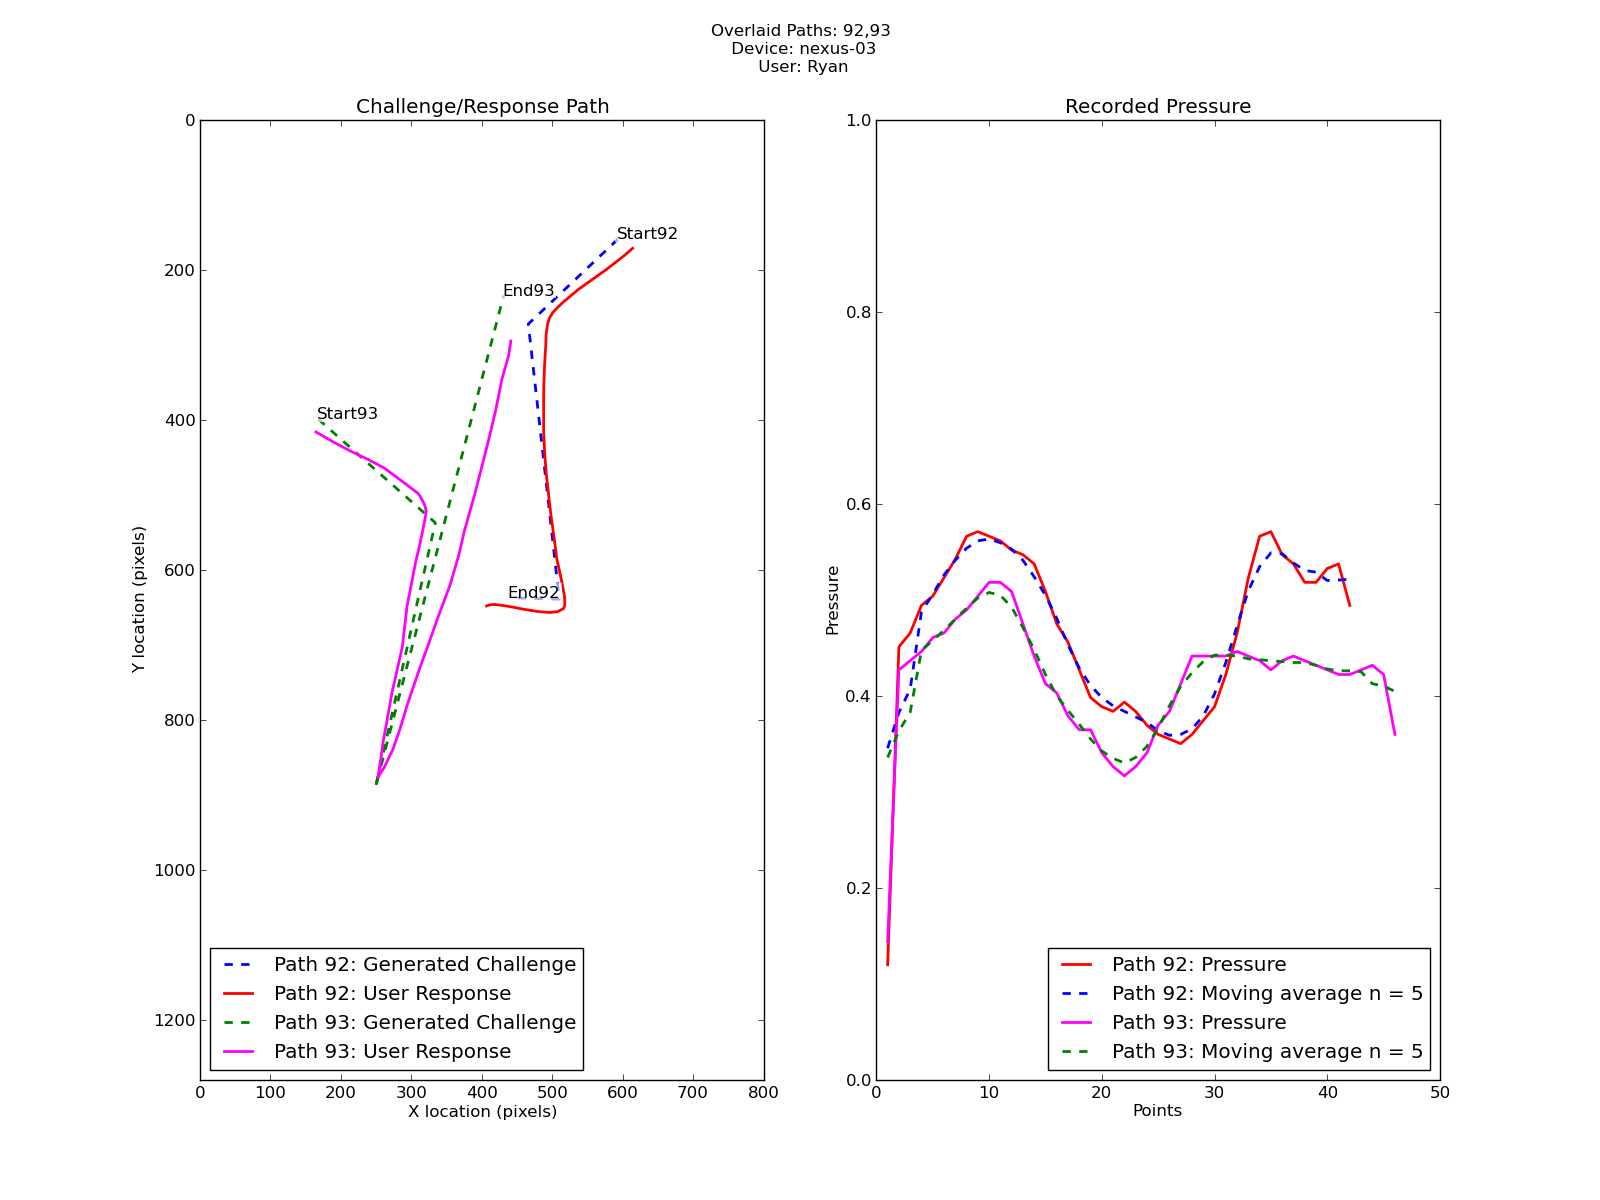 Overlaid Paths: 92,93
Device: nexus-03
User: Ryan
Challenge/Response Path
0
200
400
600
800
1000
1200
Y location (pixels)
Start92
End93
Start93
End92
Path 92: Generated Challenge
Path 92: User Response
Path 93: Generated Challenge
Path 93: User Response
0 100 200 300 400 500 600 700 800
X location (pixels)
Recorded Pressure
1.0
0.8
0.6
0.4
0.2
0.0
Pressure
Path 92: Pressure
Path 92: Moving average n = 5
Path 93: Pressure
Path 93: Moving average n = 5
0 10 20 30 40 50
Points